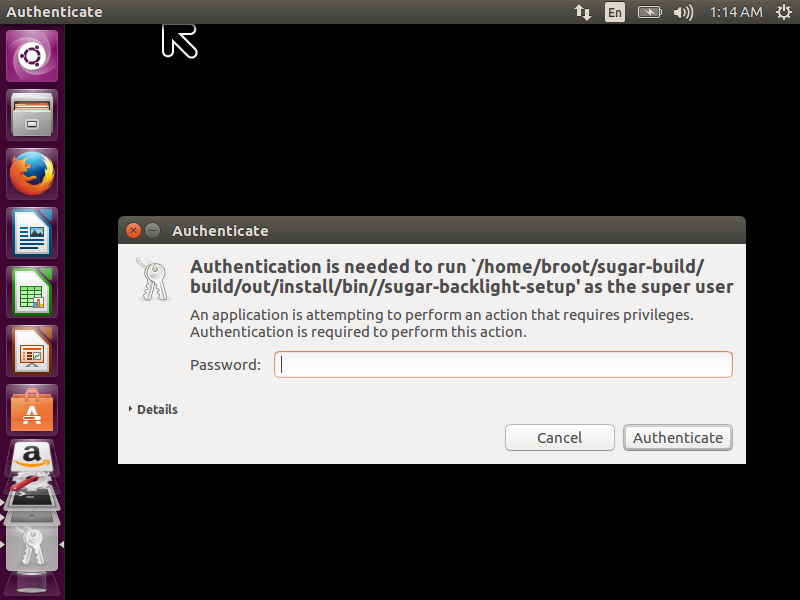 Authenticate
En
1:14 AM
Authenticate
Authentication is needed to run `/home/broot/sugar-build/
build/out/install/bin//sugar-backlight-setup' as the super user
An application is attempting to perform an action that requires privileges.
Authentication is required to perform this action.
Password:
Details
Cancel
Authenticate
A
a